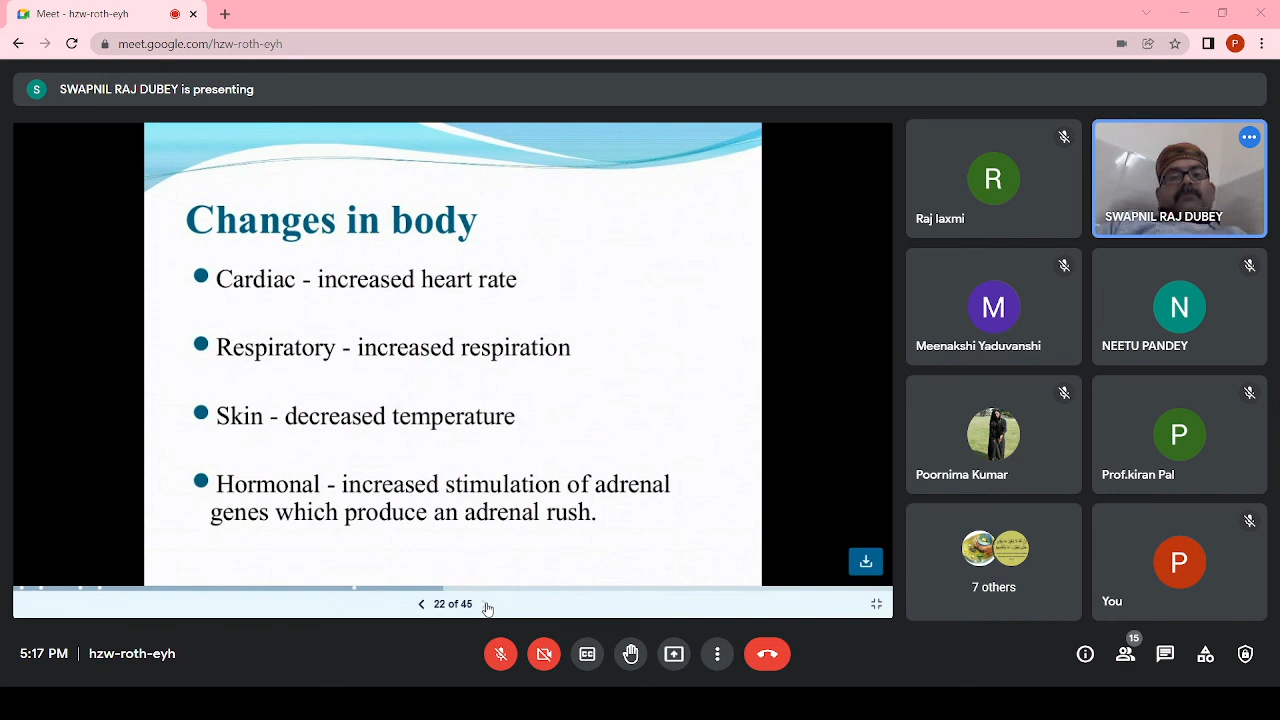 Meet - hzw-roth-eyh
meet.google.com/hzw-roth-eyh
P
S
SWAPNIL RAJ DUBEY is presenting
Changes in body
Cardiac - increased heart rate
Respiratory - increased respiration
Skin - decreased temperature
Hormonal - increased stimulation of adrenal
genes which produce an adrenal rush.
22 of 45
R
Raj laxmi
SWAPNIL RAJ DUBEY
M
Meenakshi Yaduvanshi
N
NEETU PANDEY
Poornima Kumar
P
Prof.kiran Pal
7 others
P
You
5:17 PM | hzw-roth-eyh
CC
15